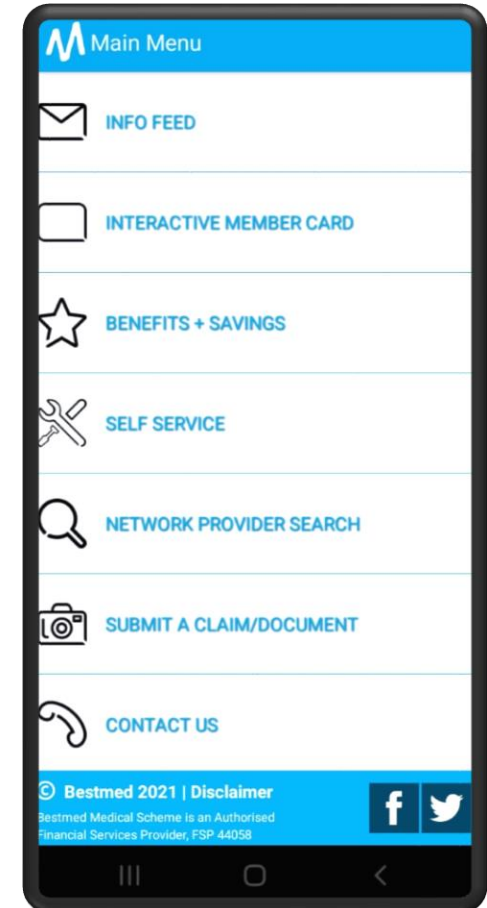 Main Menu
INFO FEED
INTERACTIVE MEMBER CARD
BENEFITS + SAVINGS
SELF SERVICE
NETWORK PROVIDER SEARCH
SUBMIT A CLAIM/DOCUMENT
CONTACT US
© Bestmed 2021 | Disclaimer
Bestmed Medical Scheme is an Authorised
Financial Services Provider, FSP 44058